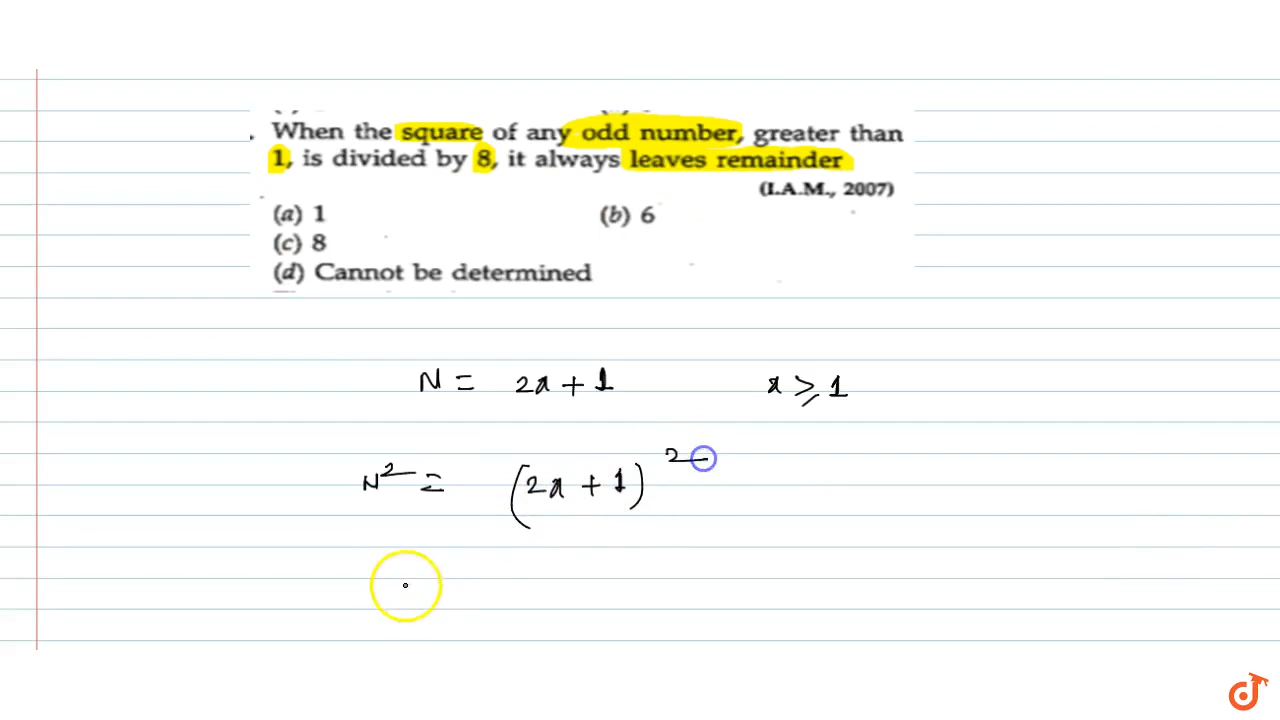 When the square of any odd number, greater than
1, is divided by 8, it always leaves remainder
(I.A.M., 2007)
(a) 1 (b) 6
(c) 8
(d) Cannot be determined
N = 2x + 1 x ≥ 1
N² = (2x + 1)²